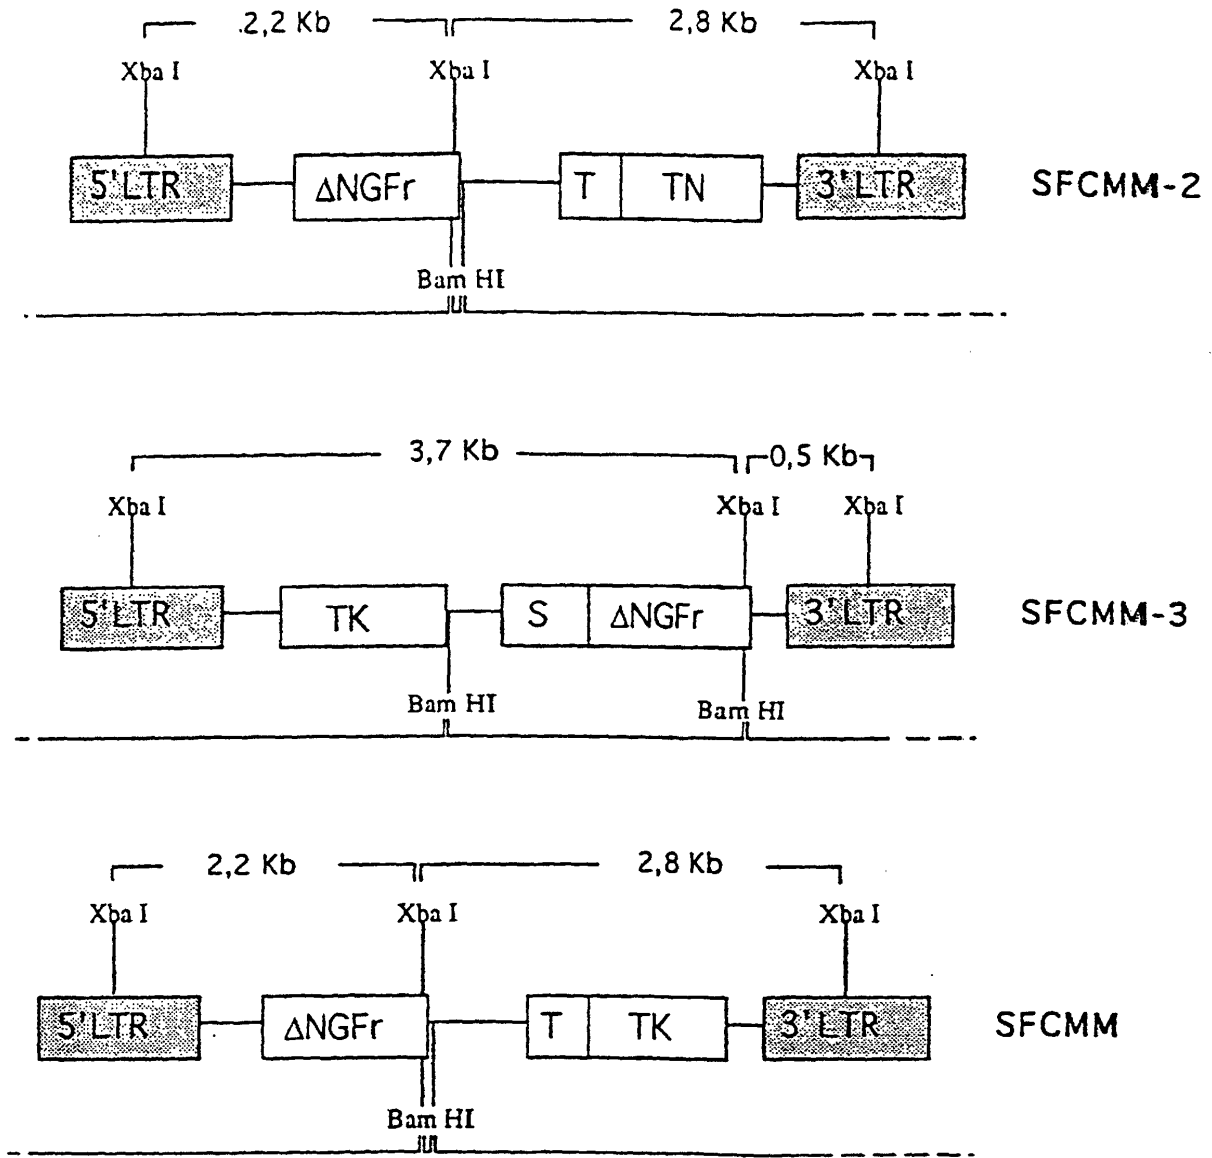 .2,2 Kb 2,8 Kb
Xba I Xba I Xba I
5'LTR ΔNGFr T TN 3'LTR SFCMM-2
Bam HI
3,7 Kb 0,5 Kb
Xba I Xba I Xba I
5'LTR TK S ΔNGFr 3'LTR SFCMM-3
Bam HI Bam HI
2,2 Kb 2,8 Kb
Xba I Xba I Xba I
5'LTR ΔNGFr T TK 3'LTR SFCMM
Bam HI